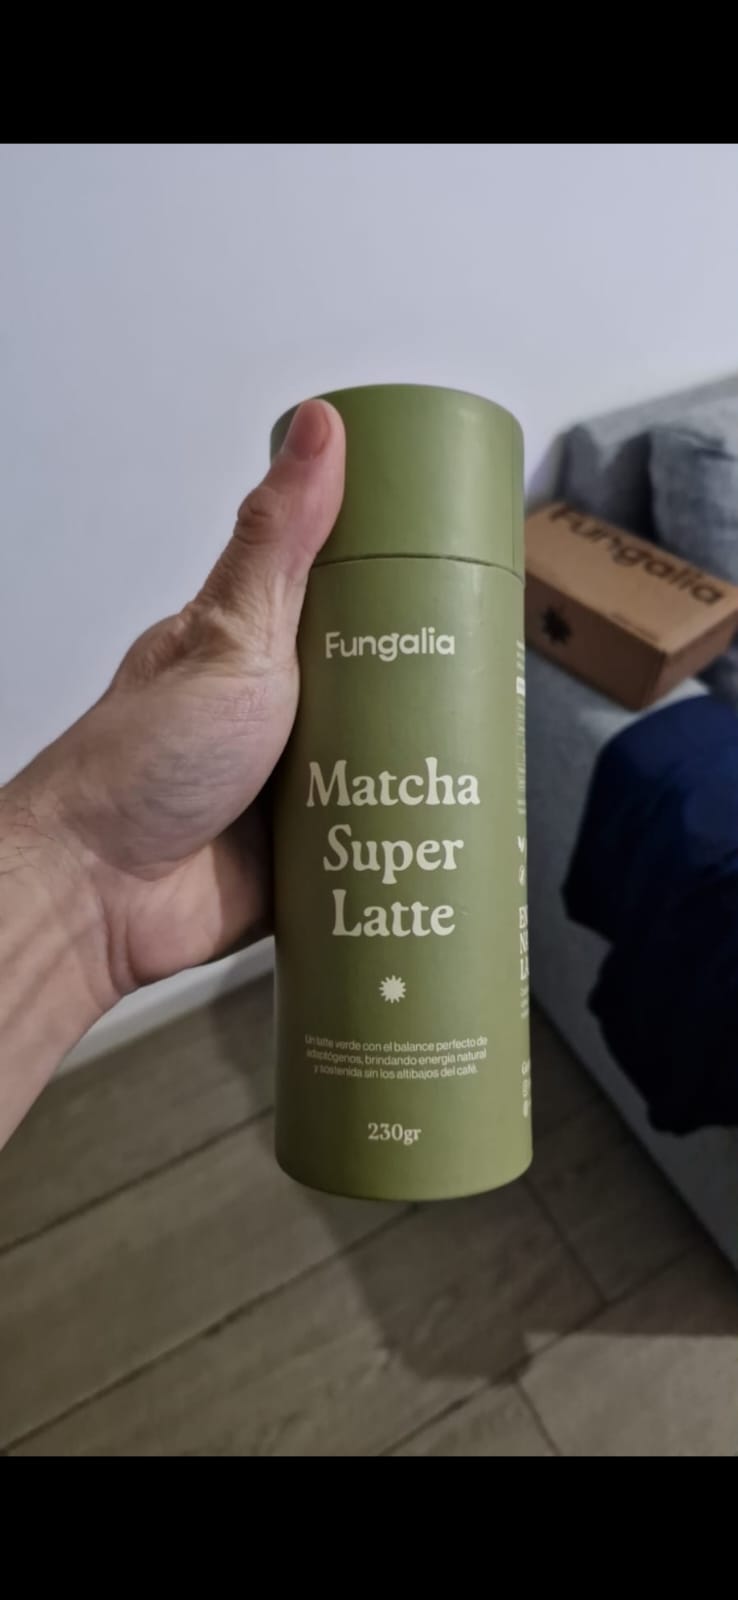 Fungalia
Matcha
Super
Latte
Un latte verde con el balance perfecto de
adaptógenos, brindando energía natural
y sostenida sin los altibajos del café.
230gr
Fungalia